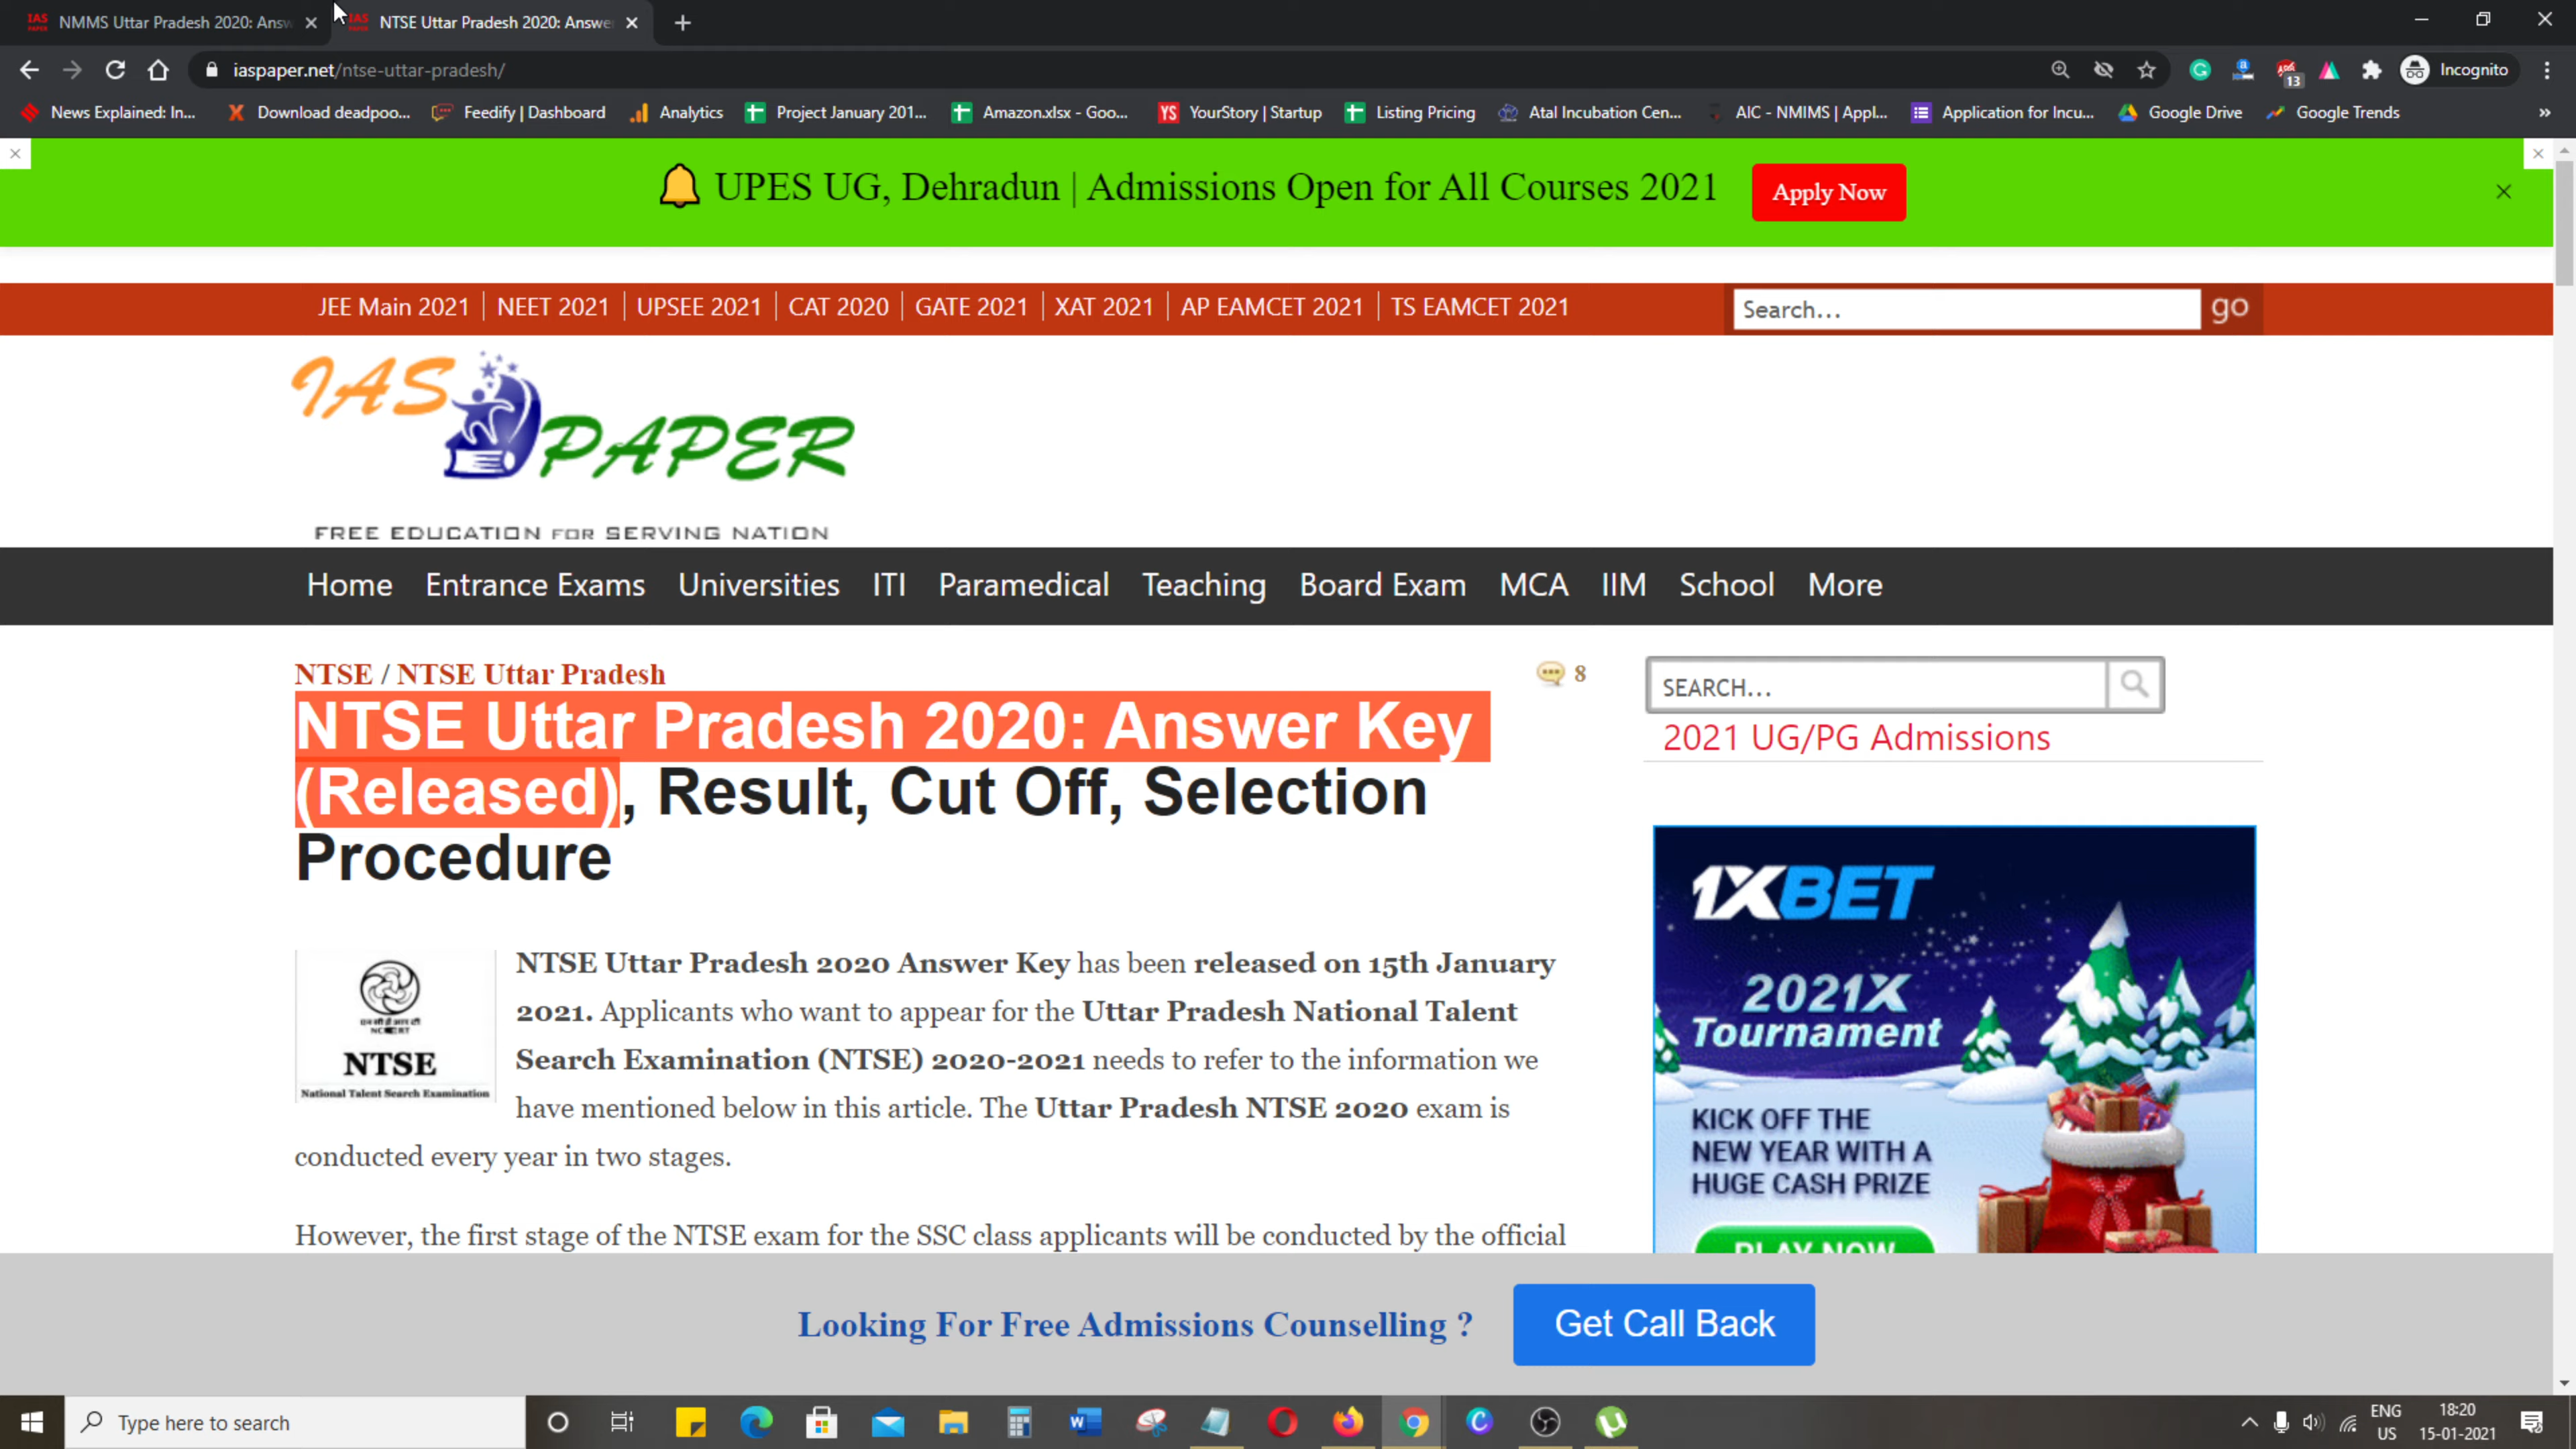 NMMS Uttar Pradesh 2020: Answ
NTSE Uttar Pradesh 2020: Answe
iaspaper.net/ntse-uttar-pradesh/
13
Incognito
News Explained: In...
Download deadpoo...
Feedify | Dashboard
Analytics
Project January 201...
Amazon.xlsx - Goo...
YS
YourStory | Startup
Listing Pricing
Atal Incubation Cen...
AIC - NMIMS | Appl...
Application for Incu...
Google Drive
Google Trends
UPES UG, Dehradun | Admissions Open for All Courses 2021
Apply Now
JEE Main 2021 | NEET 2021 | UPSEE 2021 | CAT 2020 | GATE 2021 | XAT 2021 | AP EAMCET 2021 | TS EAMCET 2021
Search...
go
IAS PAPER
FREE EDUCATION FOR SERVING NATION
Home Entrance Exams Universities ITI Paramedical Teaching Board Exam MCA IIM School More
NTSE / NTSE Uttar Pradesh
8
NTSE Uttar Pradesh 2020: Answer Key
(Released), Result, Cut Off, Selection
Procedure
NTSE
National Talent Search Examination
NTSE Uttar Pradesh 2020 Answer Key has been released on 15th January
2021. Applicants who want to appear for the Uttar Pradesh National Talent
Search Examination (NTSE) 2020-2021 needs to refer to the information we
have mentioned below in this article. The Uttar Pradesh NTSE 2020 exam is
conducted every year in two stages.
However, the first stage of the NTSE exam for the SSC class applicants will be conducted by the official
SEARCH...
2021 UG/PG Admissions
1XBET
2021X
Tournament
KICK OFF THE
NEW YEAR WITH A
HUGE CASH PRIZE
PLAY NOW
Looking For Free Admissions Counselling ?
Get Call Back
Type here to search
ENG
US
18:20
15-01-2021